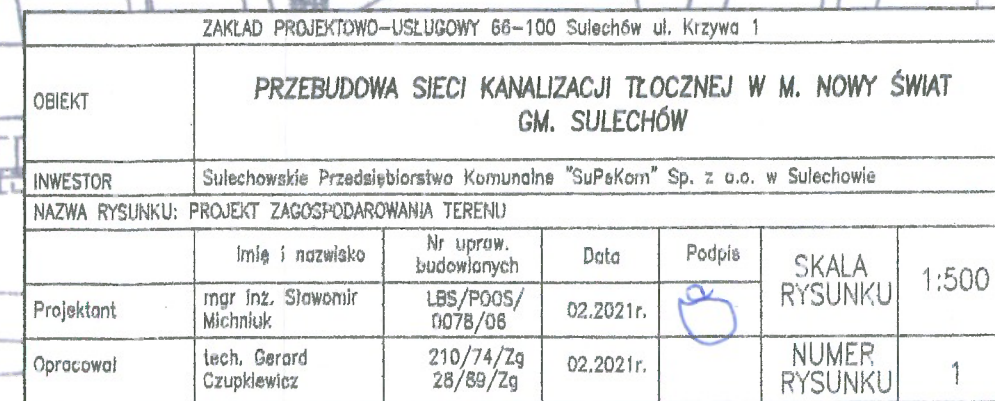 ZAKŁAD PROJEKTOWO-USŁUGOWY 66-100 Sulechów ul. Krzywa 1
OBIEKT
PRZEBUDOWA SIECI KANALIZACJI TŁOCZNEJ W M. NOWY ŚWIAT
GM. SULECHÓW
INWESTOR
Sulechowskie Przedsiębiorstwo Komunalne "SuPeKom" Sp. z o.o. w Sulechowie
NAZWA RYSUNKU: PROJEKT ZAGOSPODAROWANIA TERENU
Imię i nazwisko
Nr upraw.
budowlanych
Data
Podpis
SKALA
RYSUNKU
1:500
Projektant
mgr inż. Sławomir
Michniuk
LBS/POOS/
0078/06
02.2021r.
Opracował
tech. Gerard
Czupkiewicz
210/74/Zg
28/89/Zg
02.2021r.
NUMER
RYSUNKU
1